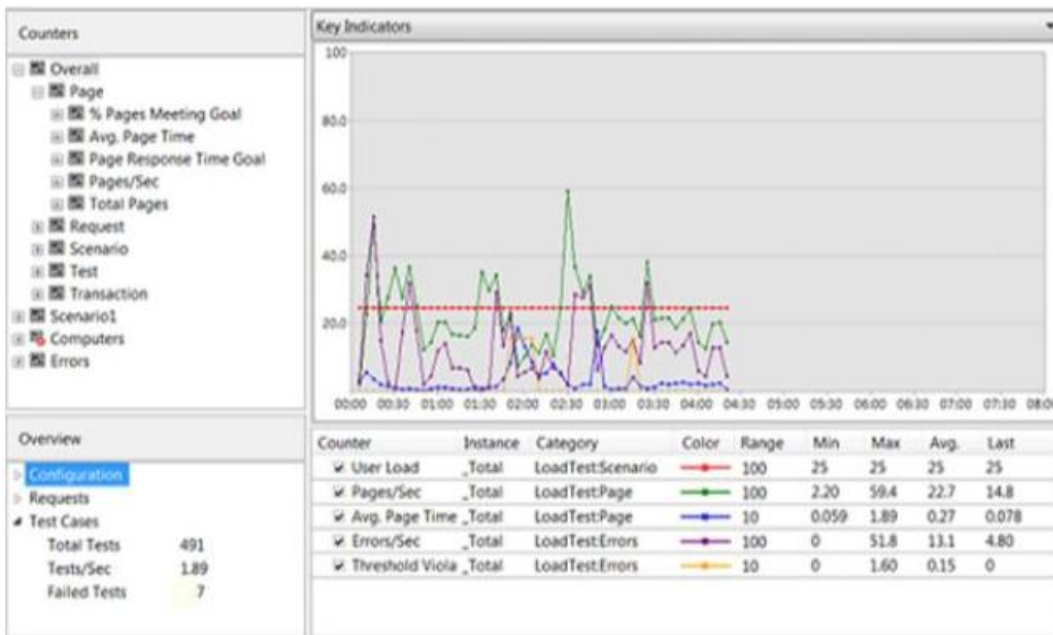 Counters
Overall
Page
% Pages Meeting Goal
Avg. Page Time
Page Response Time Goal
Pages/Sec
Total Pages
Request
Scenario
Test
Transaction
Scenario1
Computers
Errors
Overview
Configuration
Requests
Test Cases
Total Tests 491
Tests/Sec 1.89
Failed Tests 7
Key Indicators
100
80.0
60.0
40.0
20.0
00:00 00:30 01:00 01:30 02:00 02:30 03:00 03:30 04:00 04:30 05:00 05:30 06:00 06:30 07:00 07:30 08:0
Counter Instance Category Color Range Min Max Avg. Last
User Load _Total LoadTest:Scenario 100 25 25 25 25
Pages/Sec _Total LoadTest:Page 100 2.20 59.4 22.7 14.8
Avg. Page Time _Total LoadTest:Page 10 0.059 1.89 0.27 0.078
Errors/Sec _Total LoadTest:Errors 100 0 51.8 13.1 4.80
Threshold Viola _Total LoadTest:Errors 10 0 1.60 0.15 0